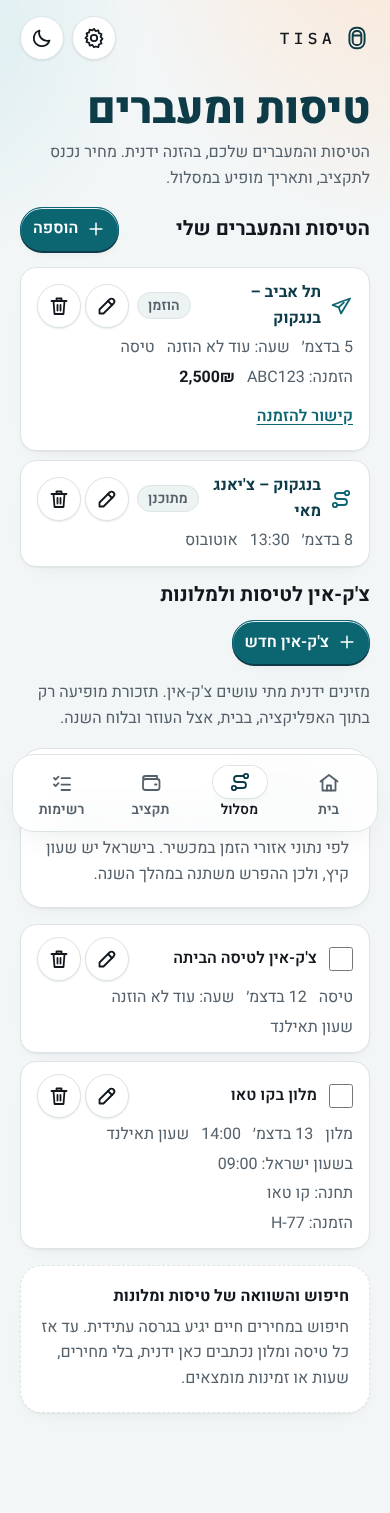 TISA
טיסות ומעברים
הטיסות והמעברים שלכם, בהזנה ידנית. מחיר נכנס
לתקציב, ותאריך מופיע במסלול.
הטיסות והמעברים שלי
הוספה
תל אביב –
בנגקוק
הוזמן
5 בדצמ׳ שעה: עוד לא הוזנה טיסה
הזמנה: ABC123 ‏2,500₪
קישור להזמנה
בנגקוק – צ'יאנג
מאי
מתוכנן
8 בדצמ׳ 13:30 אוטובוס
צ'ק-אין לטיסות ולמלונות
צ'ק-אין חדש
מזינים ידנית מתי עושים צ'ק-אין. תזכורת מופיעה רק
בתוך האפליקציה, בבית, אצל העוזר ובלוח השנה.
בית
מסלול
תקציב
רשימות
לפי נתוני אזורי הזמן במכשיר. בישראל יש שעון
קיץ, ולכן ההפרש משתנה במהלך השנה.
צ'ק-אין לטיסה הביתה
טיסה 12 בדצמ׳ שעה: עוד לא הוזנה
שעון תאילנד
מלון בקו טאו
מלון 13 בדצמ׳ 14:00 שעון תאילנד
בשעון ישראל: 09:00
תחנה: קו טאו
הזמנה: H-77
חיפוש והשוואה של טיסות ומלונות
חיפוש במחירים חיים יגיע בגרסה עתידית. עד אז
כל טיסה ומלון נכתבים כאן ידנית, בלי מחירים,
שעות או זמינות מומצאים.